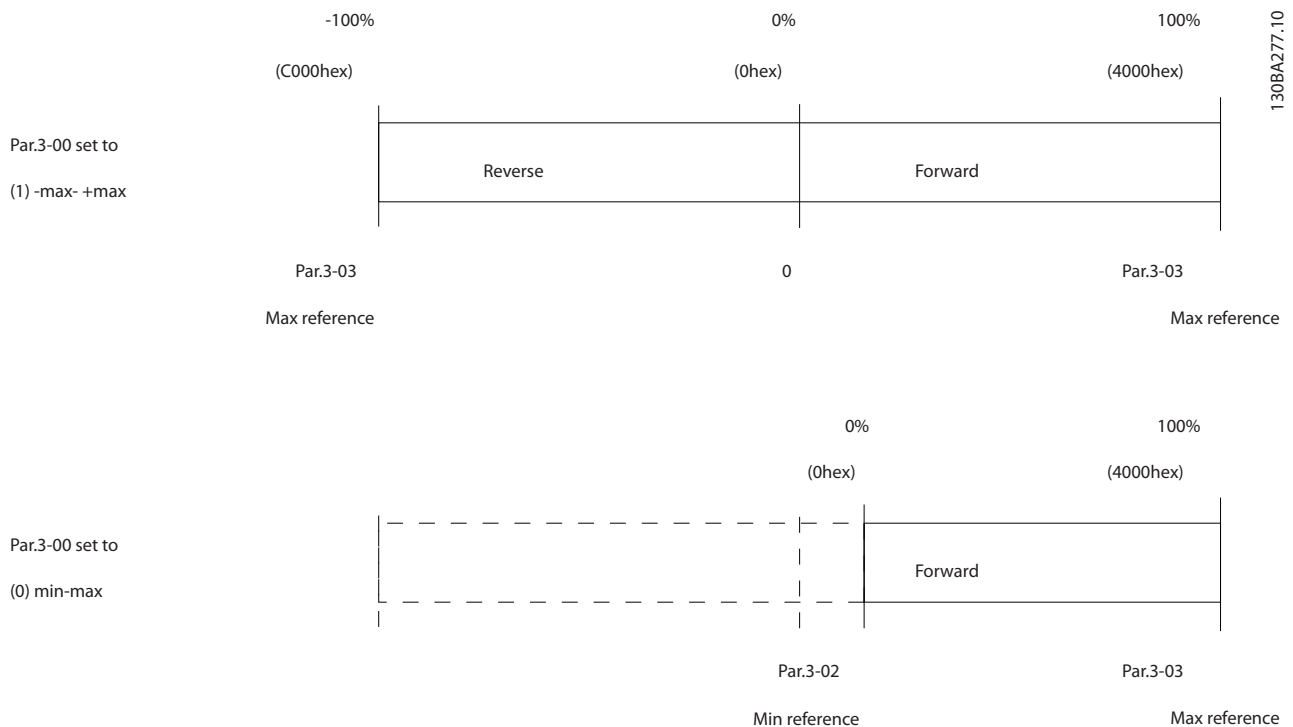 -100% 0% 100%
(C000hex) (0hex) (4000hex)
130BA277.10
Par.3-00 set to
(1) -max- +max
Reverse Forward
Par.3-03 0 Par.3-03
Max reference Max reference
0% 100%
(0hex) (4000hex)
Par.3-00 set to
(0) min-max
Forward
Par.3-02 Par.3-03
Min reference Max reference